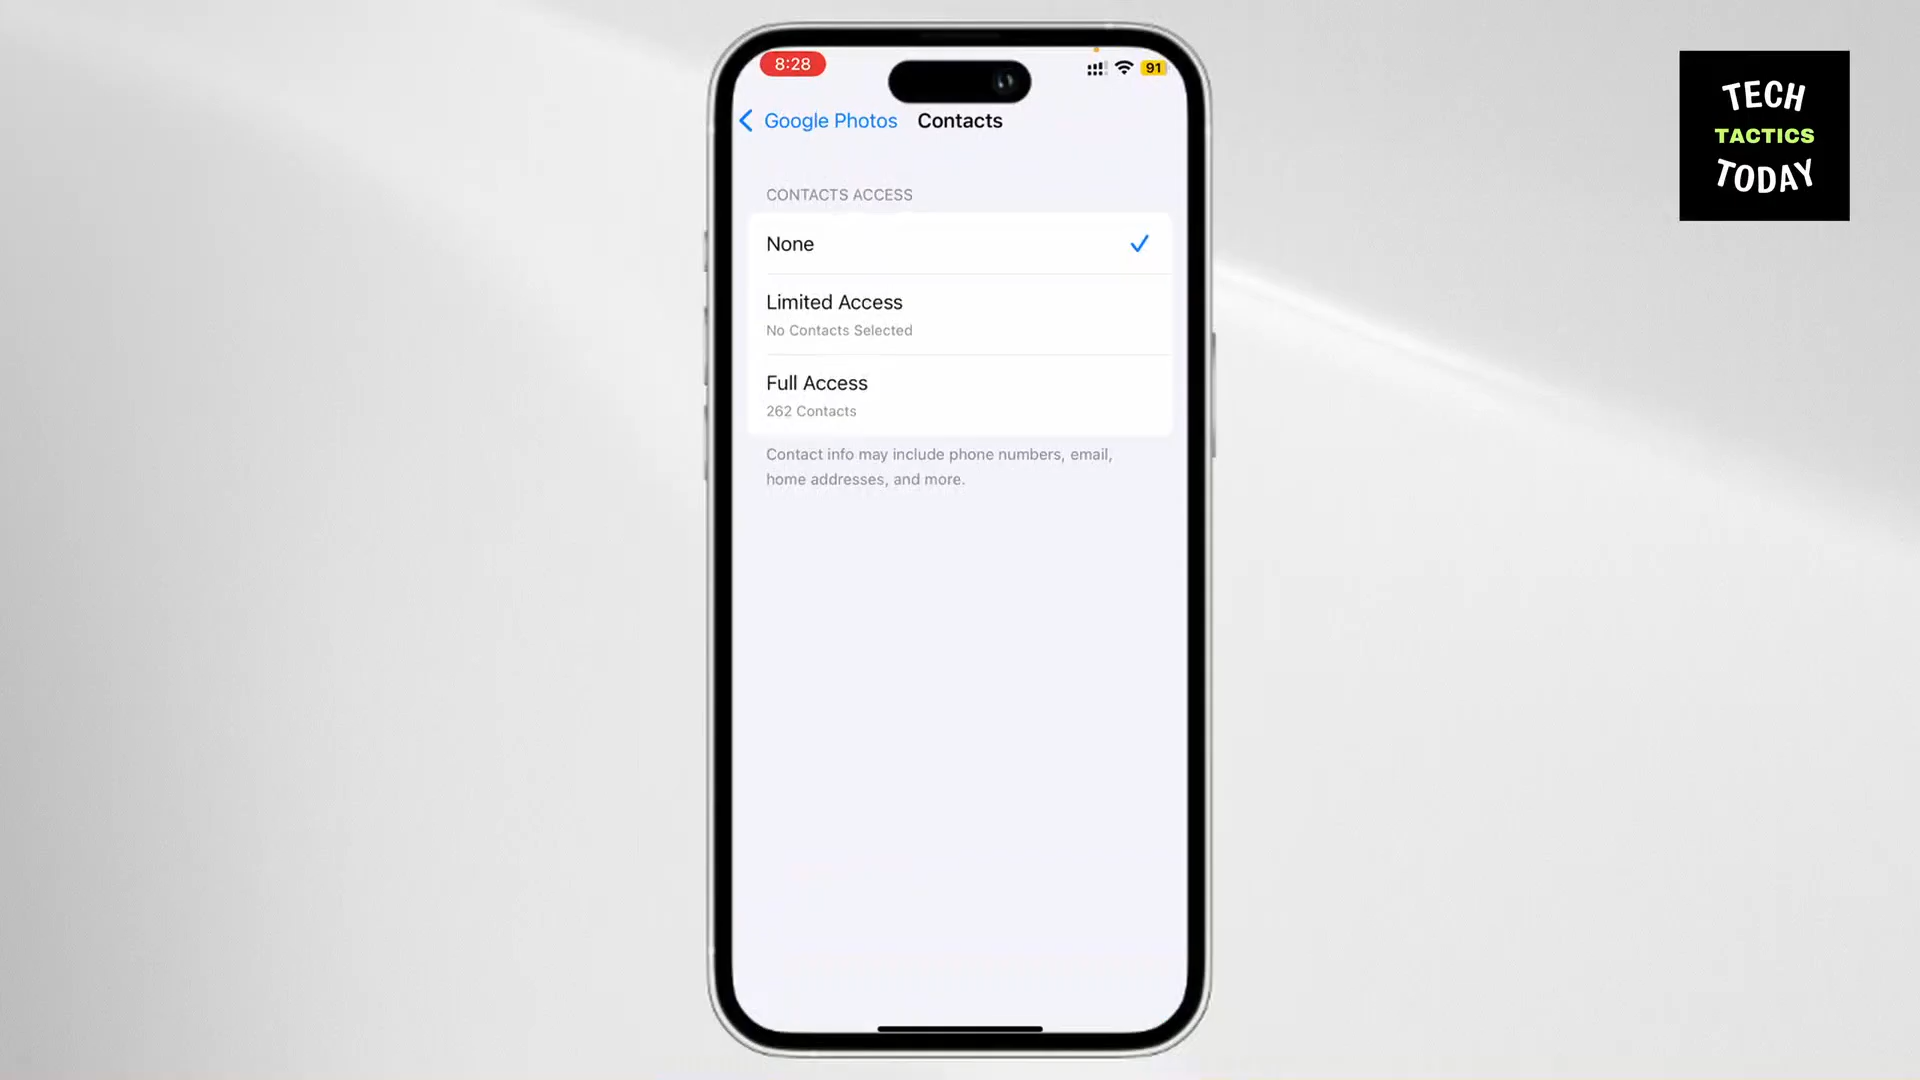 8:28
91
Google Photos
Contacts
CONTACTS ACCESS
None
Limited Access
No Contacts Selected
Full Access
262 Contacts
Contact info may include phone numbers, email,
home addresses, and more.
TECH
TACTICS
TODAY